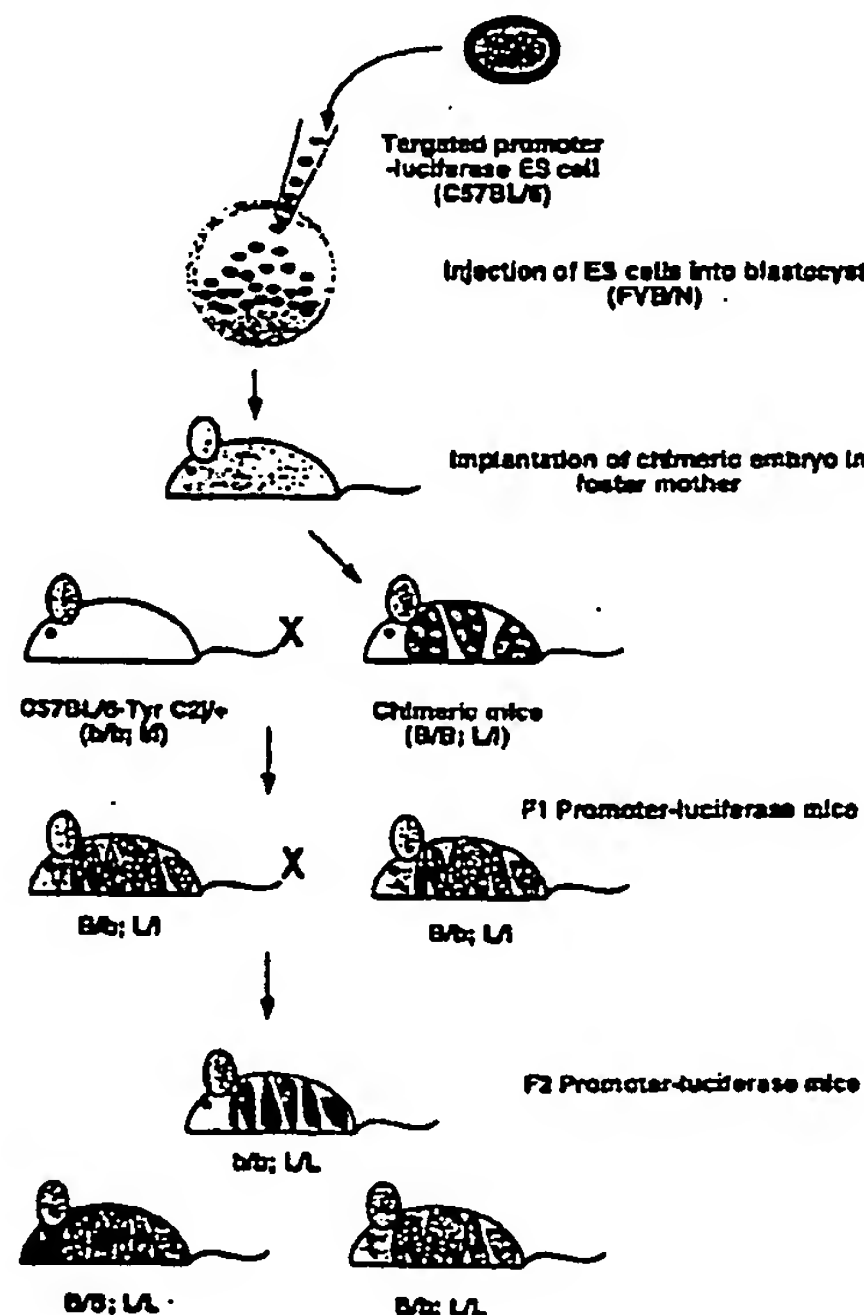 Targeted promoter
-luciferase ES cell
(C57BL/6)
Injection of ES cells into blastocyst
(FVB/N)
Implantation of chimeric embryo in
foster mother
X
C57BL/6-Tyr C2j/+
(b/b; l/l)
Chimeric mice
(B/B; L/l)
F1 Promoter-luciferase mice
X
B/b; L/l
B/b; L/l
F2 Promoter-luciferase mice
b/b; L/L
B/B; L/L
B/b; L/L